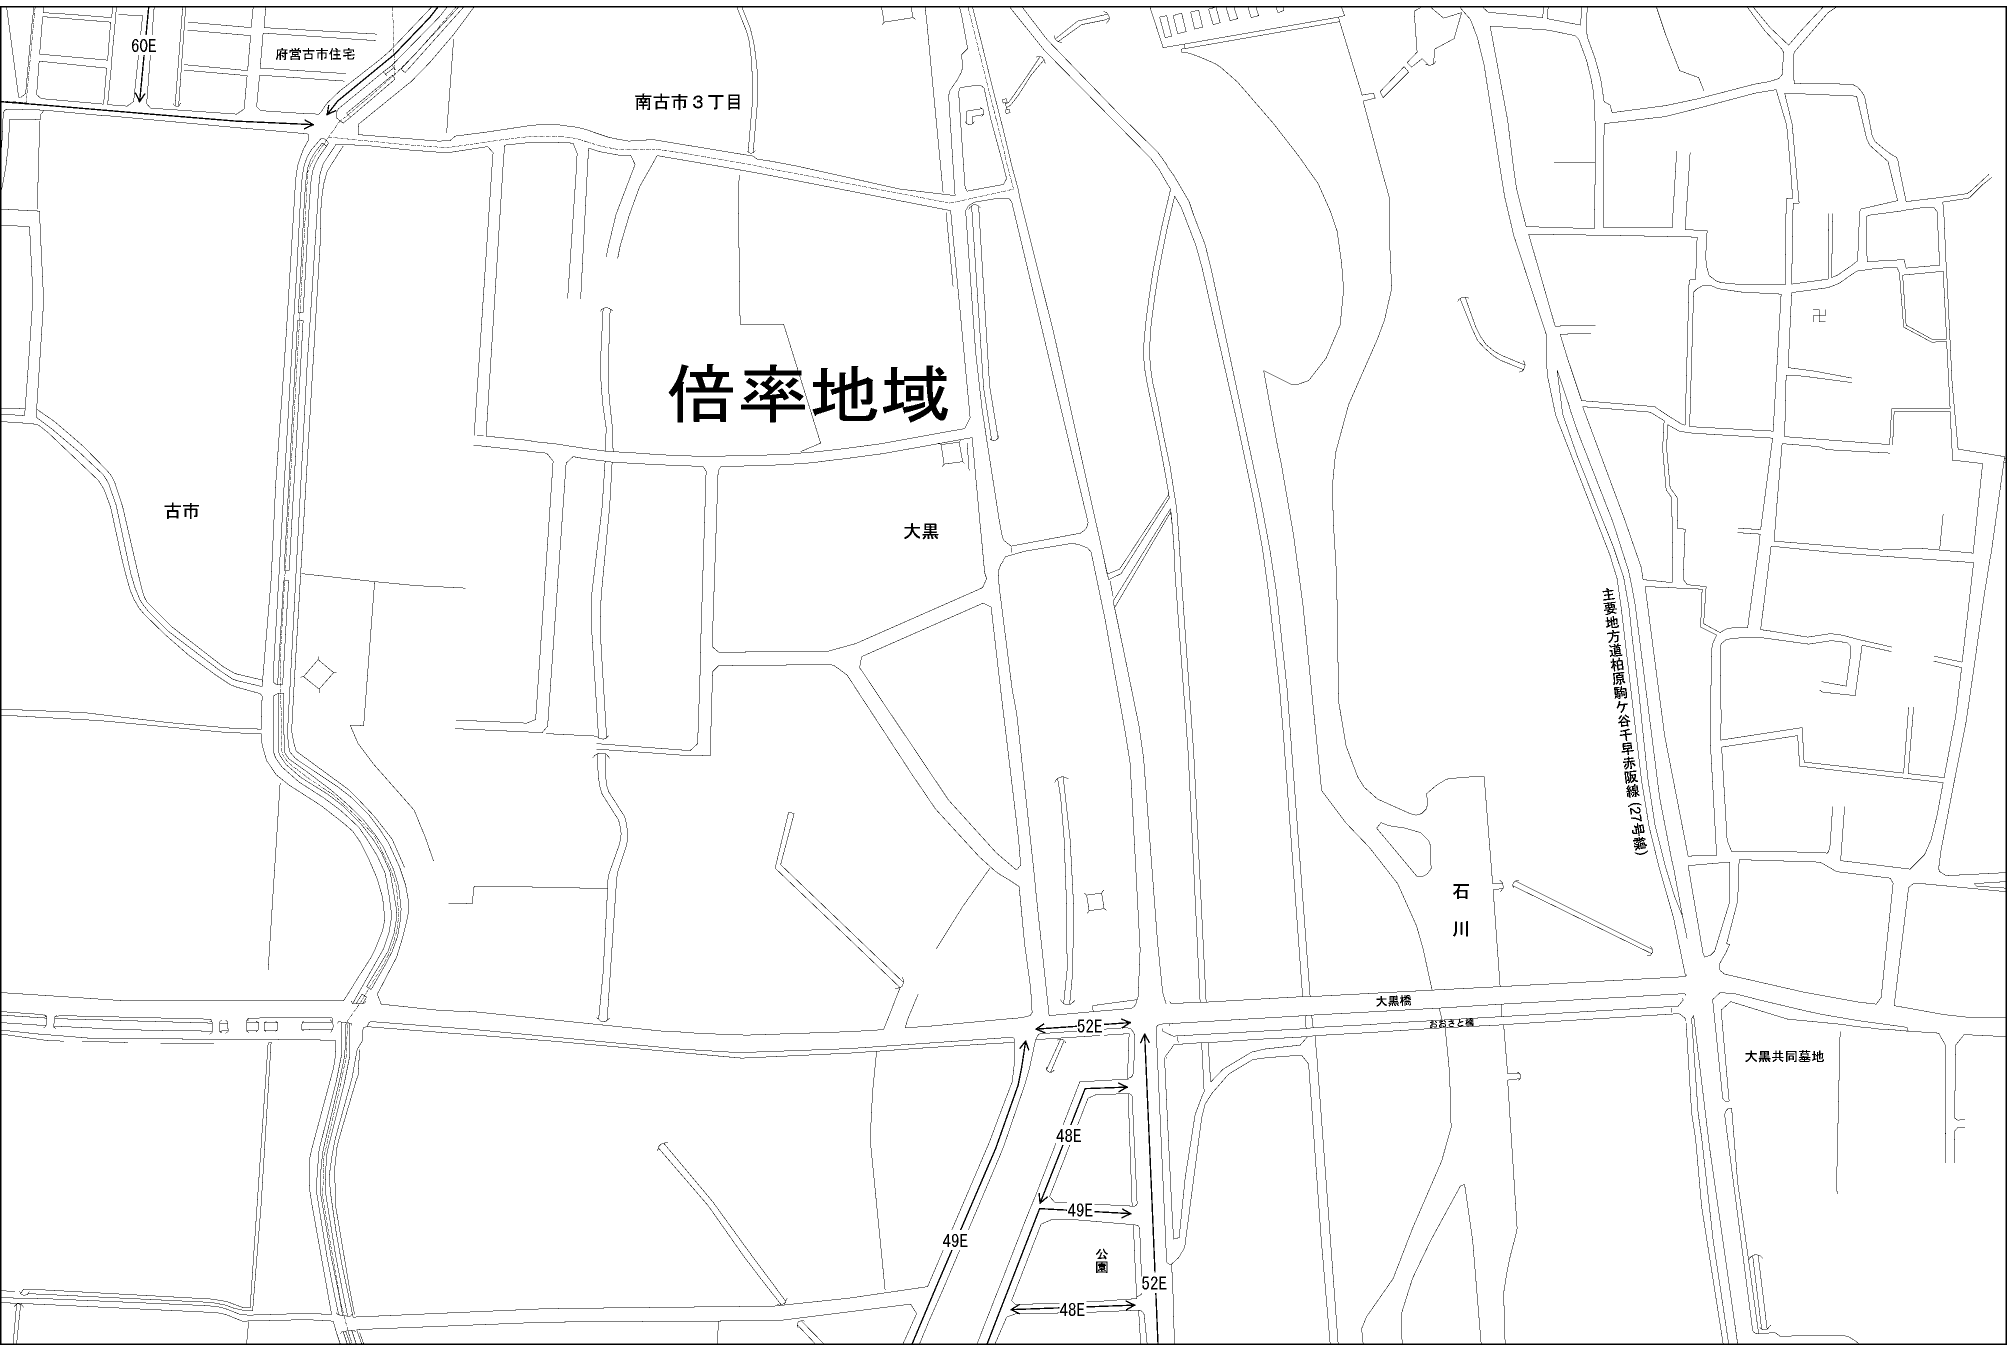 60E
府営古市住宅
南古市３丁目
倍率地域
古市
大黒
主要地方道柏原駒ケ谷千早赤阪線(27号線)
石川
大黒橋
おおさと橋
52E
大黒共同墓地
48E
49E
49E
公園
52E
48E